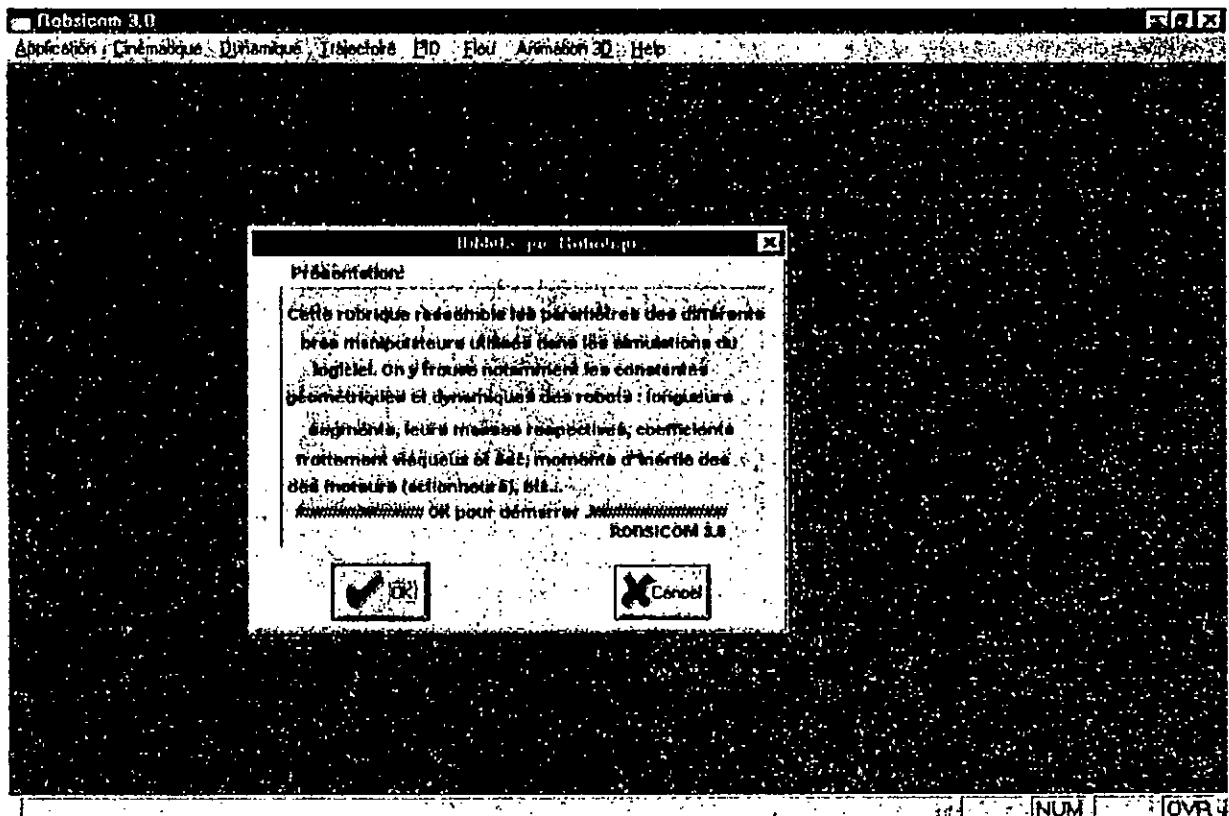 Robsicom 3.0
Application Cinématique Dynamique Trajectoire PID Flou Animation 3D Help
Présentation:
Cette rubrique ressemble les paramètres des différents
bras manipulateurs utilisés dans les simulations du
logiciel. On y trouve notamment les constantes
géométriques et dynamiques des robots : longueurs
segments, leurs masses respectives, coefficients
frottement visqueux et sec, moments d'inertie des
des moteurs (actionneurs), etc...
OK pour démarrer
ROBSICOM 3.0
OK
Cancel
NUM OVR